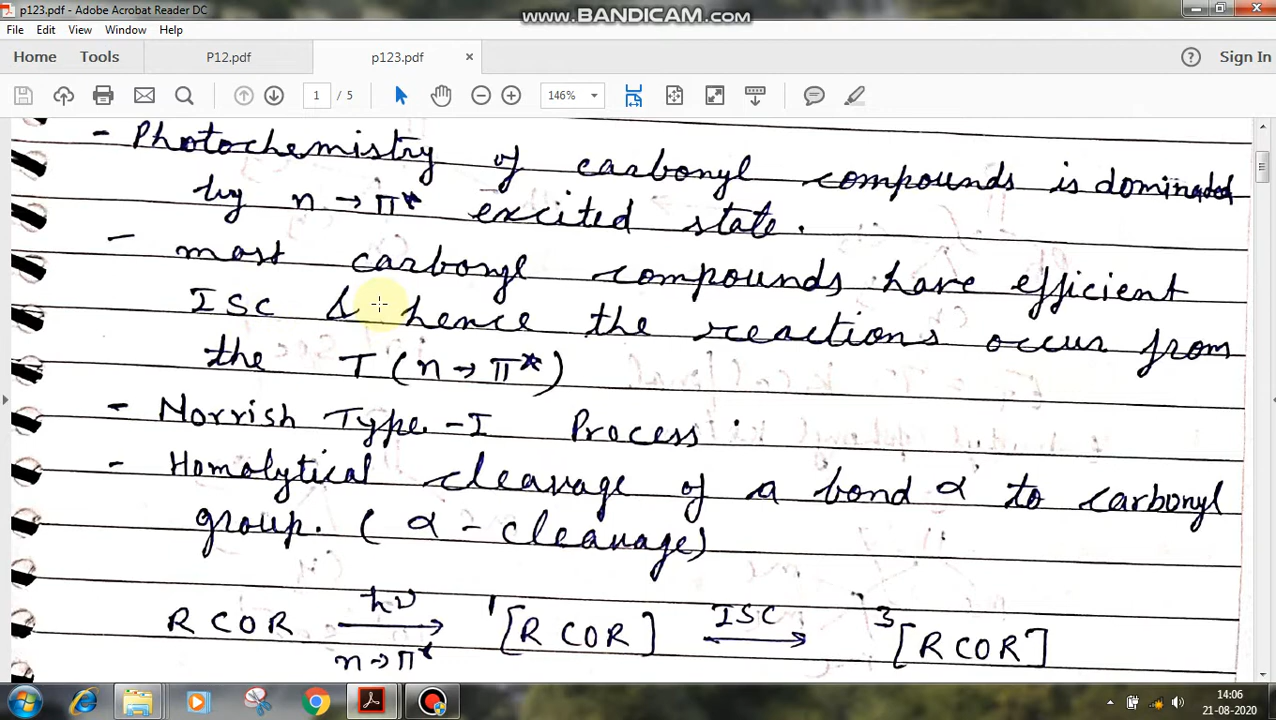 p123.pdf - Adobe Acrobat Reader DC
www.BANDICAM.com
File Edit View Window Help
Home Tools P12.pdf p123.pdf × Sign In
1 / 5 146%
- Photochemistry of carbonyl compounds is dominated
by n → π* excited state.
- most carbonyl compounds have efficient
ISC & hence the reactions occur from
the T (n → π*)
- Norrish Type - I Process.
- Homolytical cleavage of a bond α to carbonyl
group. ( α - cleavage)
hν ISC
R C O R → ¹[R C O R] → ³[R C O R]
n → π*
14:06
21-08-2020